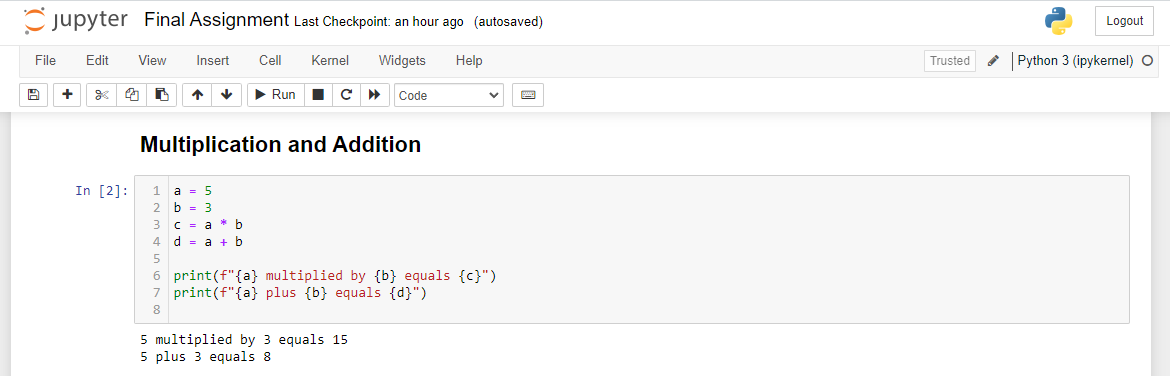 jupyter Final Assignment Last Checkpoint: an hour ago (autosaved) Logout
File Edit View Insert Cell Kernel Widgets Help Trusted Python 3 (ipykernel)
Run Code
Multiplication and Addition
In [2]:
1 a = 5
2 b = 3
3 c = a * b
4 d = a + b
5
6 print(f"{a} multiplied by {b} equals {c}")
7 print(f"{a} plus {b} equals {d}")
8
5 multiplied by 3 equals 15
5 plus 3 equals 8